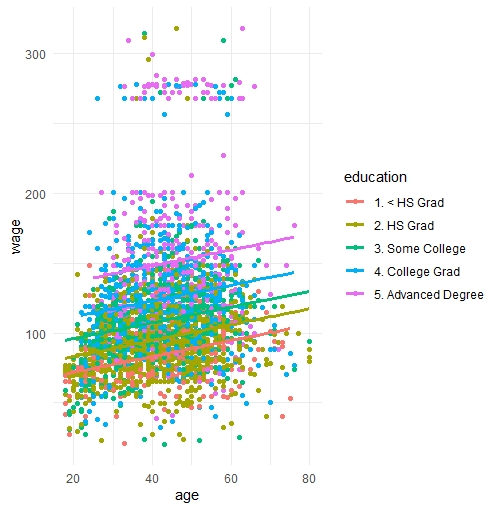 300
200
100
wage
20
40
60
80
age
education
1. < HS Grad
2. HS Grad
3. Some College
4. College Grad
5. Advanced Degree